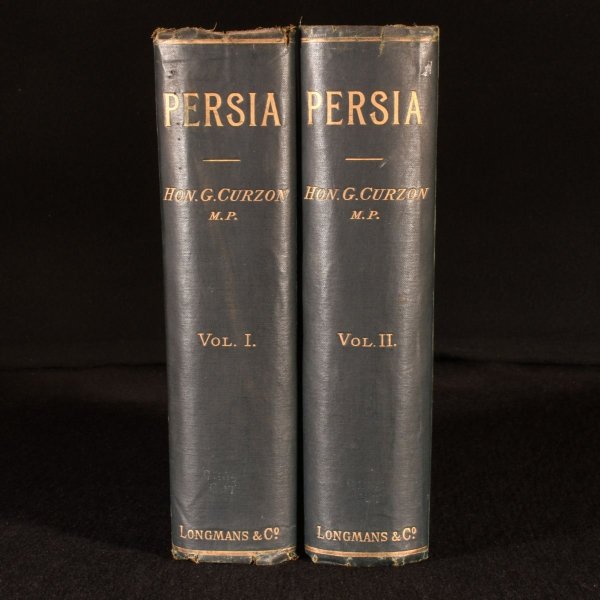 PERSIA
HON. G. CURZON
M.P.
VOL. I.
LONGMANS & Co
PERSIA
HON. G. CURZON
M.P.
VOL. II.
LONGMANS & Co